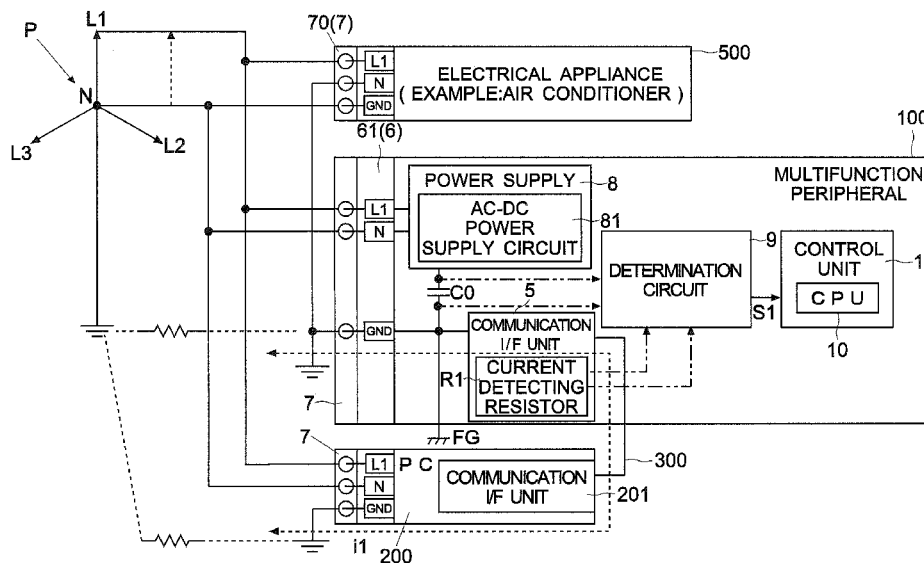 P
L1
N
L3
L2
70(7)
L1
N
GND
ELECTRICAL APPLIANCE
( EXAMPLE:AIR CONDITIONER )
500
61(6)
100
MULTIFUNCTION
PERIPHERAL
L1
N
GND
POWER SUPPLY
8
AC-DC
POWER
SUPPLY CIRCUIT
81
C0
5
DETERMINATION
CIRCUIT
9
S1
CONTROL
UNIT
C P U
1
10
COMMUNICATION
I/F UNIT
R1
CURRENT
DETECTING
RESISTOR
7
FG
300
7
L1
N
GND
P C
COMMUNICATION
I/F UNIT
201
i1
200